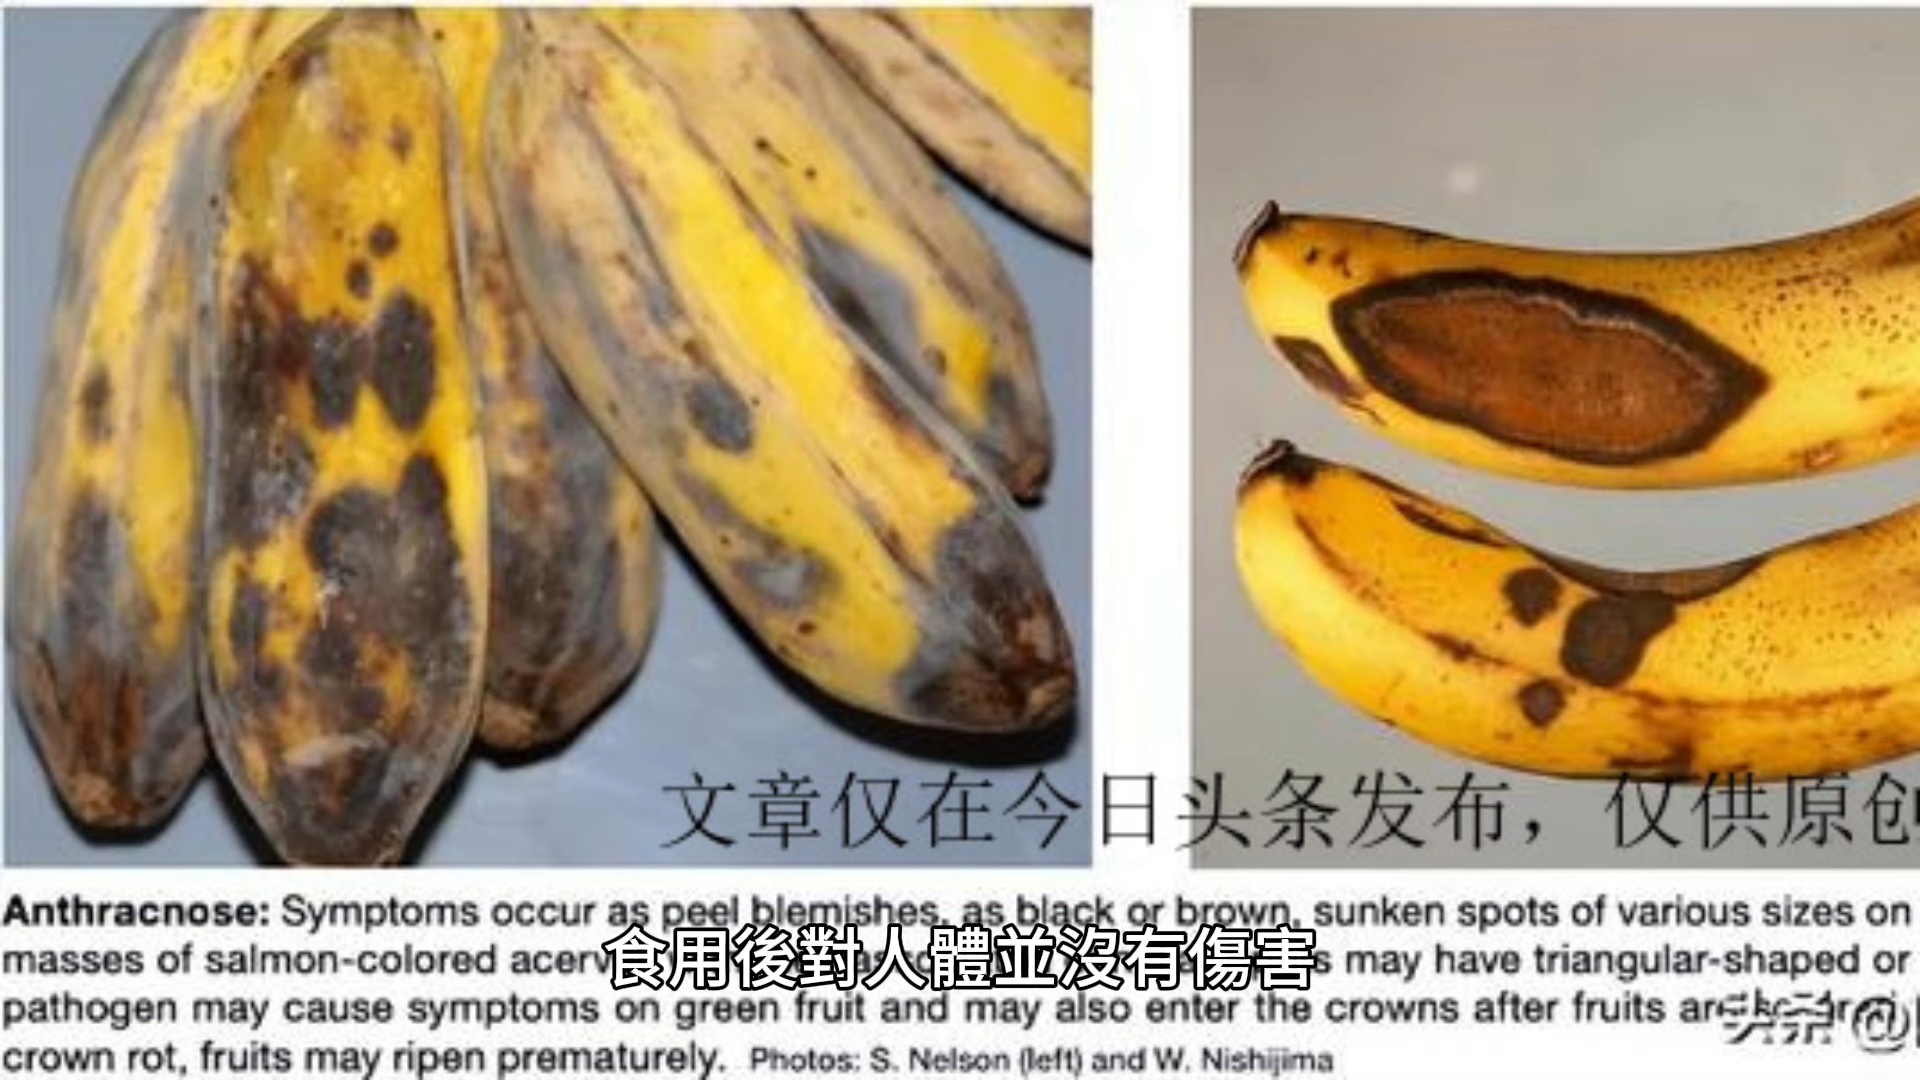 文章仅在今日头条发布，仅供原创
Anthracnose: Symptoms occur as peel blemishes, as black or brown, sunken spots of various sizes on
masses of salmon-colored may have triangular-shaped or
食用後對人體並沒有傷害
pathogen may cause symptoms on green fruit and may also enter the crowns after fruits are
头条 @
crown rot, fruits may ripen prematurely. Photos: S. Nelson (left) and W. Nishijima